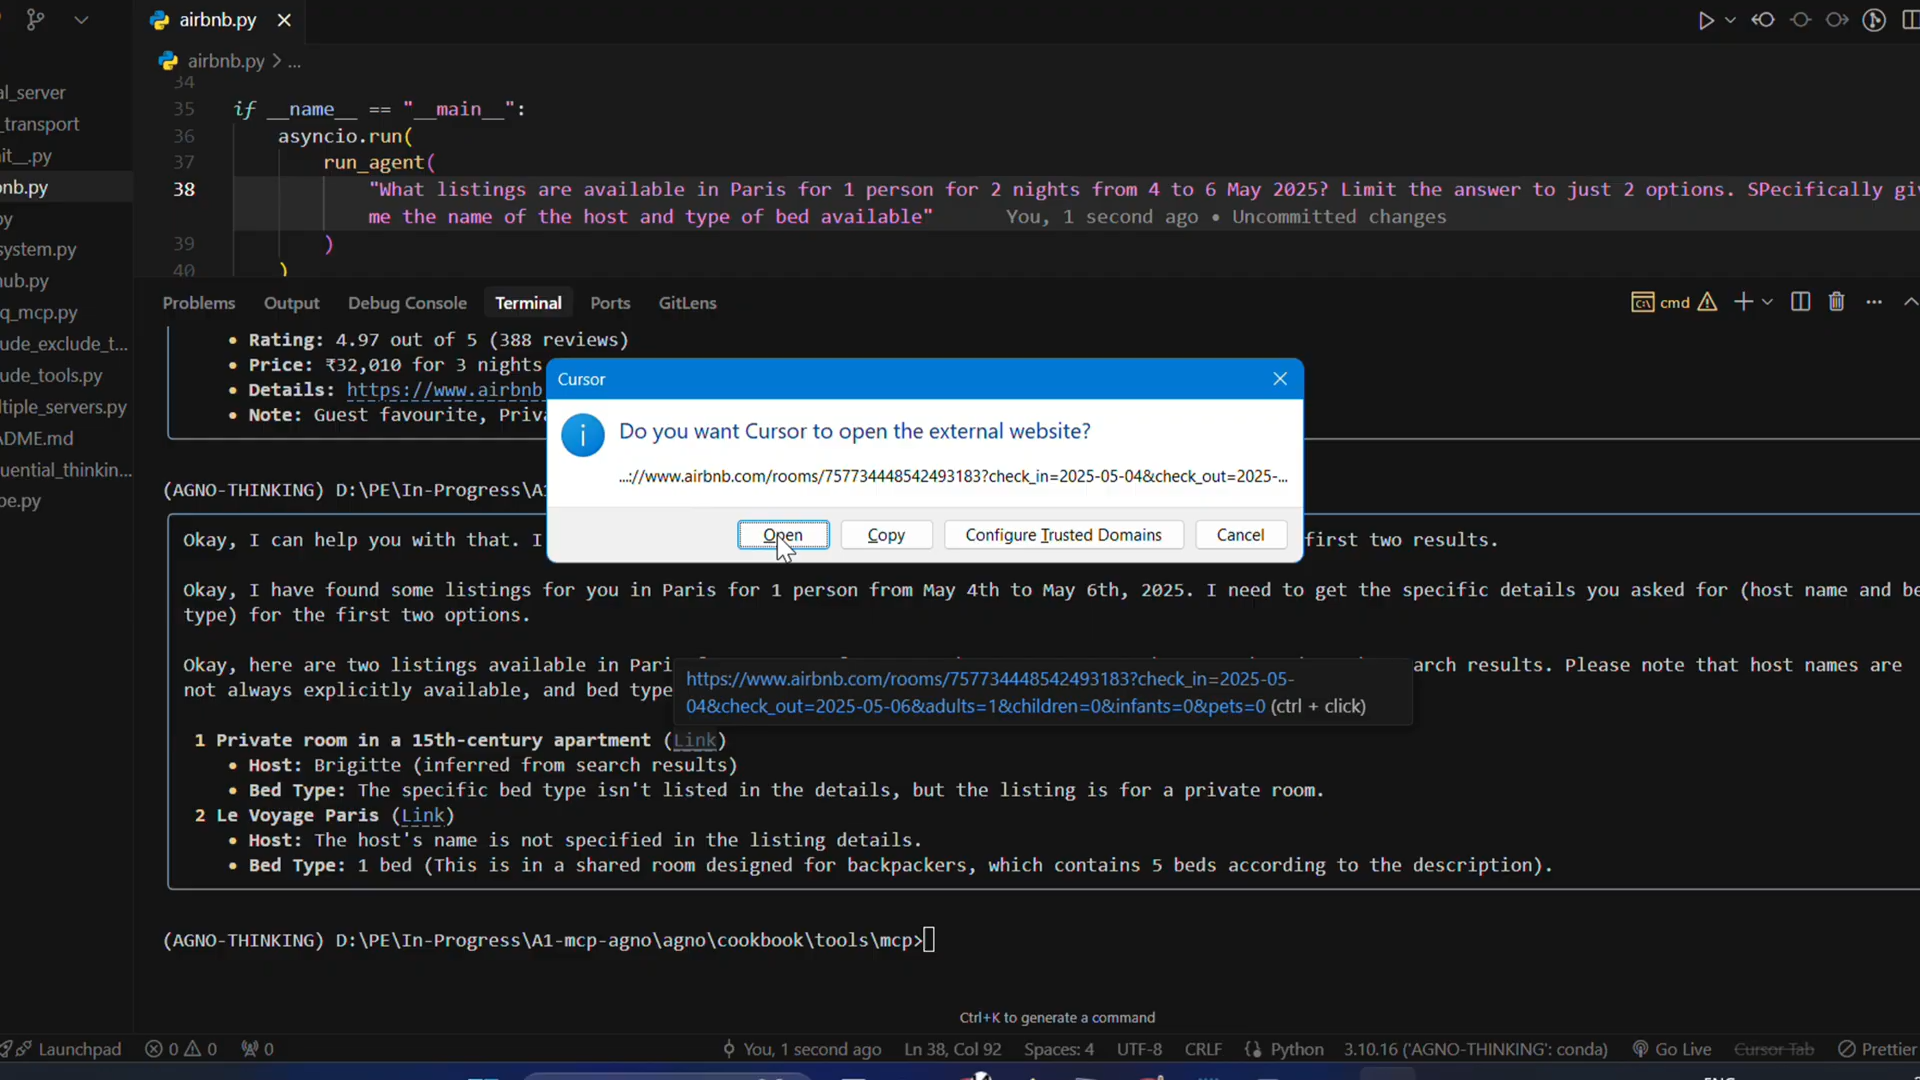 airbnb.py
airbnb.py > ...
al_server
_transport
it__.py
nb.py
py
system.py
ub.py
q_mcp.py
ude_exclude_t...
ude_tools.py
tiple_servers.py
ADME.md
uential_thinkin...
pe.py
34
35 if __name__ == "__main__":
36 asyncio.run(
37 run_agent(
38 "What listings are available in Paris for 1 person for 2 nights from 4 to 6 May 2025? Limit the answer to just 2 options. SPecifically giv
me the name of the host and type of bed available" You, 1 second ago • Uncommitted changes
39 )
40 )
Problems Output Debug Console Terminal Ports GitLens
cmd
• Rating: 4.97 out of 5 (388 reviews)
• Price: ₹32,010 for 3 nights
• Details: https://www.airbnb
• Note: Guest favourite, Priva
Cursor
Do you want Cursor to open the external website?
...://www.airbnb.com/rooms/757734448542493183?check_in=2025-05-04&check_out=2025-...
Open Copy Configure Trusted Domains Cancel
(AGNO-THINKING) D:\PE\In-Progress\A1
Okay, I can help you with that. I first two results.
Okay, I have found some listings for you in Paris for 1 person from May 4th to May 6th, 2025. I need to get the specific details you asked for (host name and be
type) for the first two options.
Okay, here are two listings available in Pari arch results. Please note that host names are
not always explicitly available, and bed type
https://www.airbnb.com/rooms/757734448542493183?check_in=2025-05-
04&check_out=2025-05-06&adults=1&children=0&infants=0&pets=0 (ctrl + click)
1 Private room in a 15th-century apartment (Link)
• Host: Brigitte (inferred from search results)
• Bed Type: The specific bed type isn't listed in the details, but the listing is for a private room.
2 Le Voyage Paris (Link)
• Host: The host's name is not specified in the listing details.
• Bed Type: 1 bed (This is in a shared room designed for backpackers, which contains 5 beds according to the description).
(AGNO-THINKING) D:\PE\In-Progress\A1-mcp-agno\agno\cookbook\tools\mcp>
Ctrl+K to generate a command
Launchpad 0 0 0 You, 1 second ago Ln 38, Col 92 Spaces: 4 UTF-8 CRLF Python 3.10.16 ('AGNO-THINKING': conda) Go Live Cursor Tab Prettier